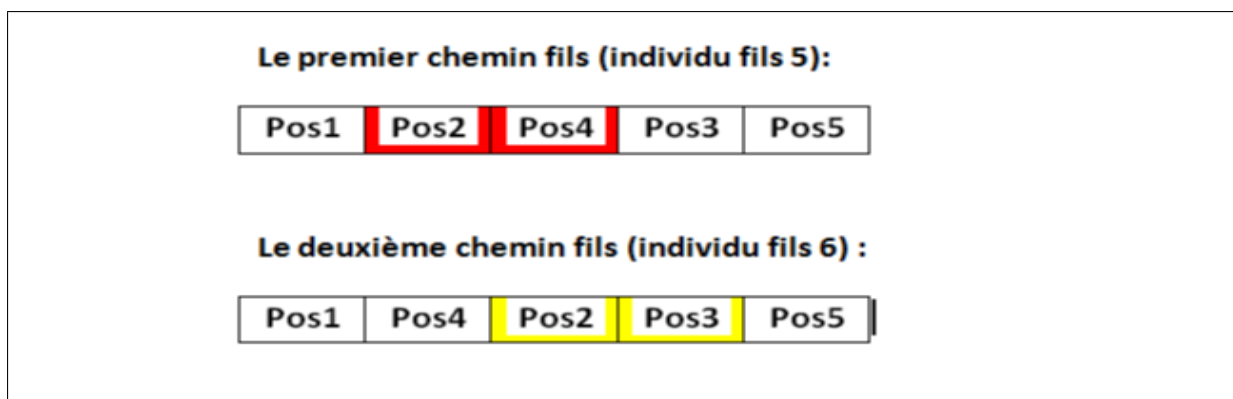 Le premier chemin fils (individu fils 5):
Pos1 Pos2 Pos4 Pos3 Pos5
Le deuxième chemin fils (individu fils 6) :
Pos1 Pos4 Pos2 Pos3 Pos5